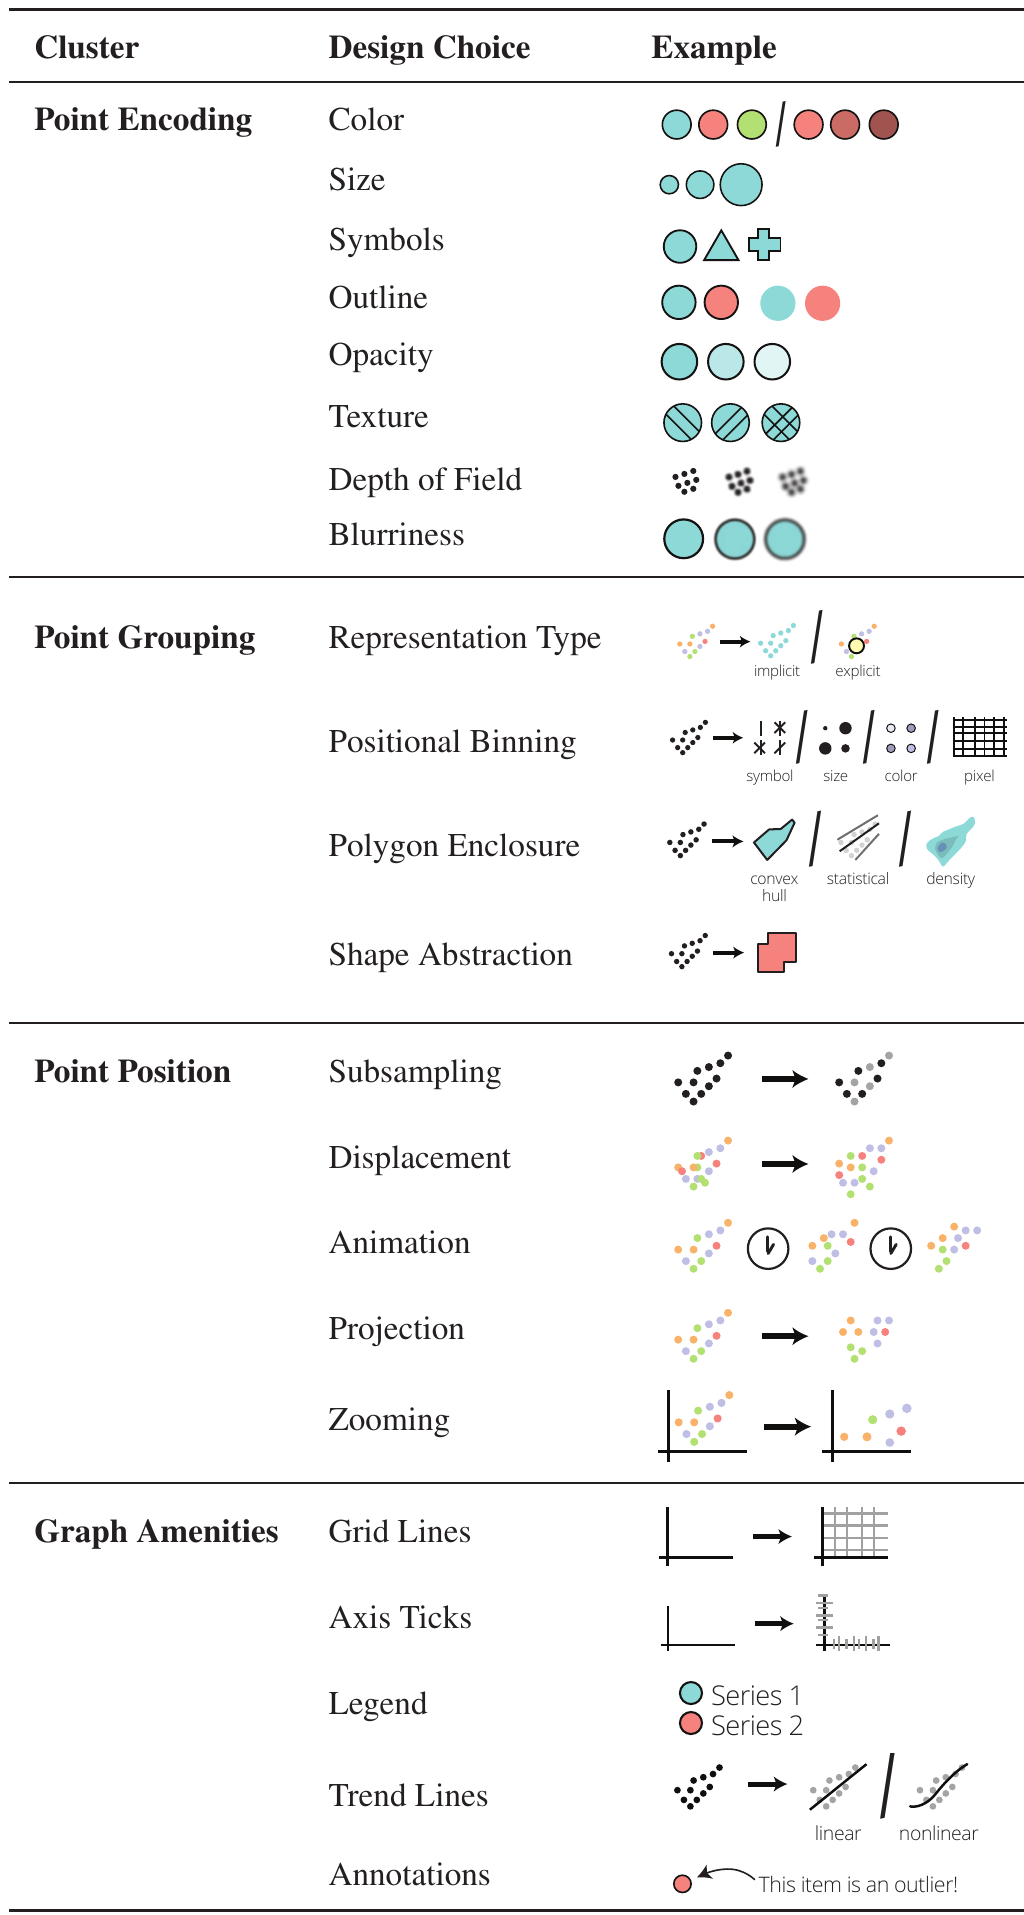 Cluster Design Choice Example
Point Encoding Color
Size
Symbols
Outline
Opacity
Texture
Depth of Field
Blurriness
Point Grouping Representation Type
implicit explicit
Positional Binning
symbol size color pixel
Polygon Enclosure
convex hull statistical density
Shape Abstraction
Point Position Subsampling
Displacement
Animation
Projection
Zooming
Graph Amenities Grid Lines
Axis Ticks
Legend
Series 1
Series 2
Trend Lines
linear nonlinear
Annotations
This item is an outlier!